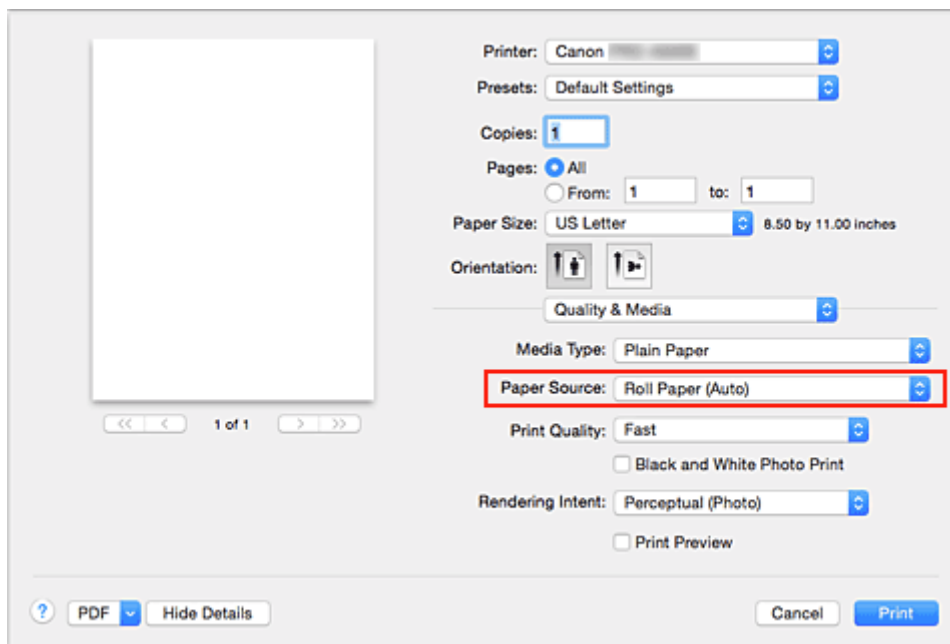 Printer: Canon
Presets: Default Settings
Copies: 1
Pages: All
From: 1 to: 1
Paper Size: US Letter 8.50 by 11.00 inches
Orientation:
Quality & Media
Media Type: Plain Paper
Paper Source: Roll Paper (Auto)
<< < 1 of 1 > >>
Print Quality: Fast
Black and White Photo Print
Rendering Intent: Perceptual (Photo)
Print Preview
? PDF Hide Details Cancel Print